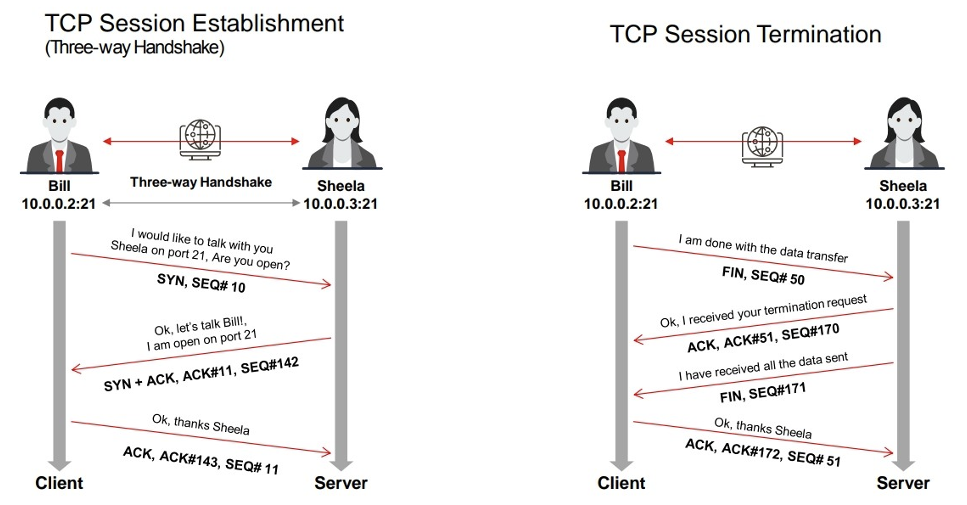 TCP Session Establishment
(Three-way Handshake)
Bill
10.0.0.2:21
Three-way Handshake
Sheela
10.0.0.3:21
I would like to talk with you
Sheela on port 21, Are you open?
SYN, SEQ# 10
Ok, let's talk Bill!,
I am open on port 21
SYN + ACK, ACK#11, SEQ#142
Ok, thanks Sheela
ACK, ACK#143, SEQ# 11
Client
Server
TCP Session Termination
Bill
10.0.0.2:21
Sheela
10.0.0.3:21
I am done with the data transfer
FIN, SEQ# 50
Ok, I received your termination request
ACK, ACK#51, SEQ#170
I have received all the data sent
FIN, SEQ#171
Ok, thanks Sheela
ACK, ACK#172, SEQ# 51
Client
Server